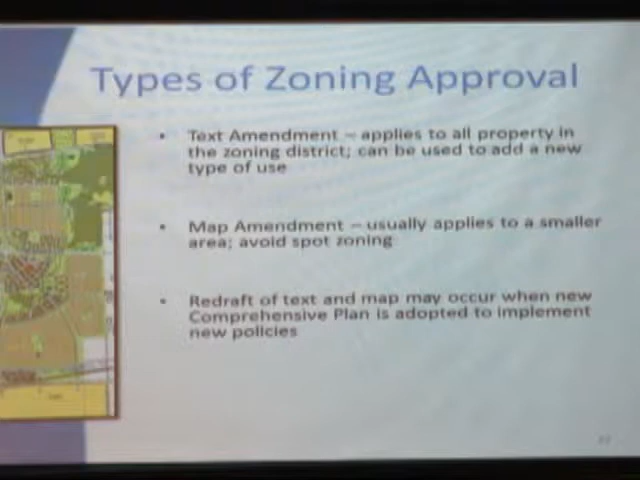 Types of Zoning Approval
• Text Amendment – applies to all property in
the zoning district; can be used to add a new
type of use
• Map Amendment – usually applies to a smaller
area; avoid spot zoning
• Redraft of text and map may occur when new
Comprehensive Plan is adopted to implement
new policies